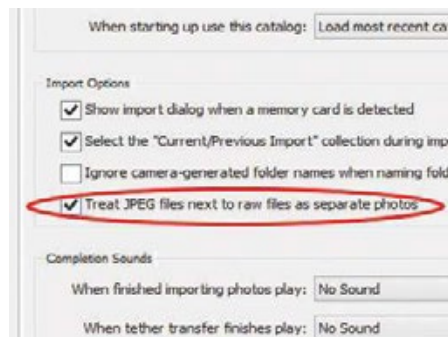 When starting up use this catalog: Load most recent ca
Import Options
Show import dialog when a memory card is detected
Select the "Current/Previous Import" collection during imp
Ignore camera-generated folder names when naming fold
Treat JPEG files next to raw files as separate photos
Completion Sounds
When finished importing photos play: No Sound
When tether transfer finishes play: No Sound